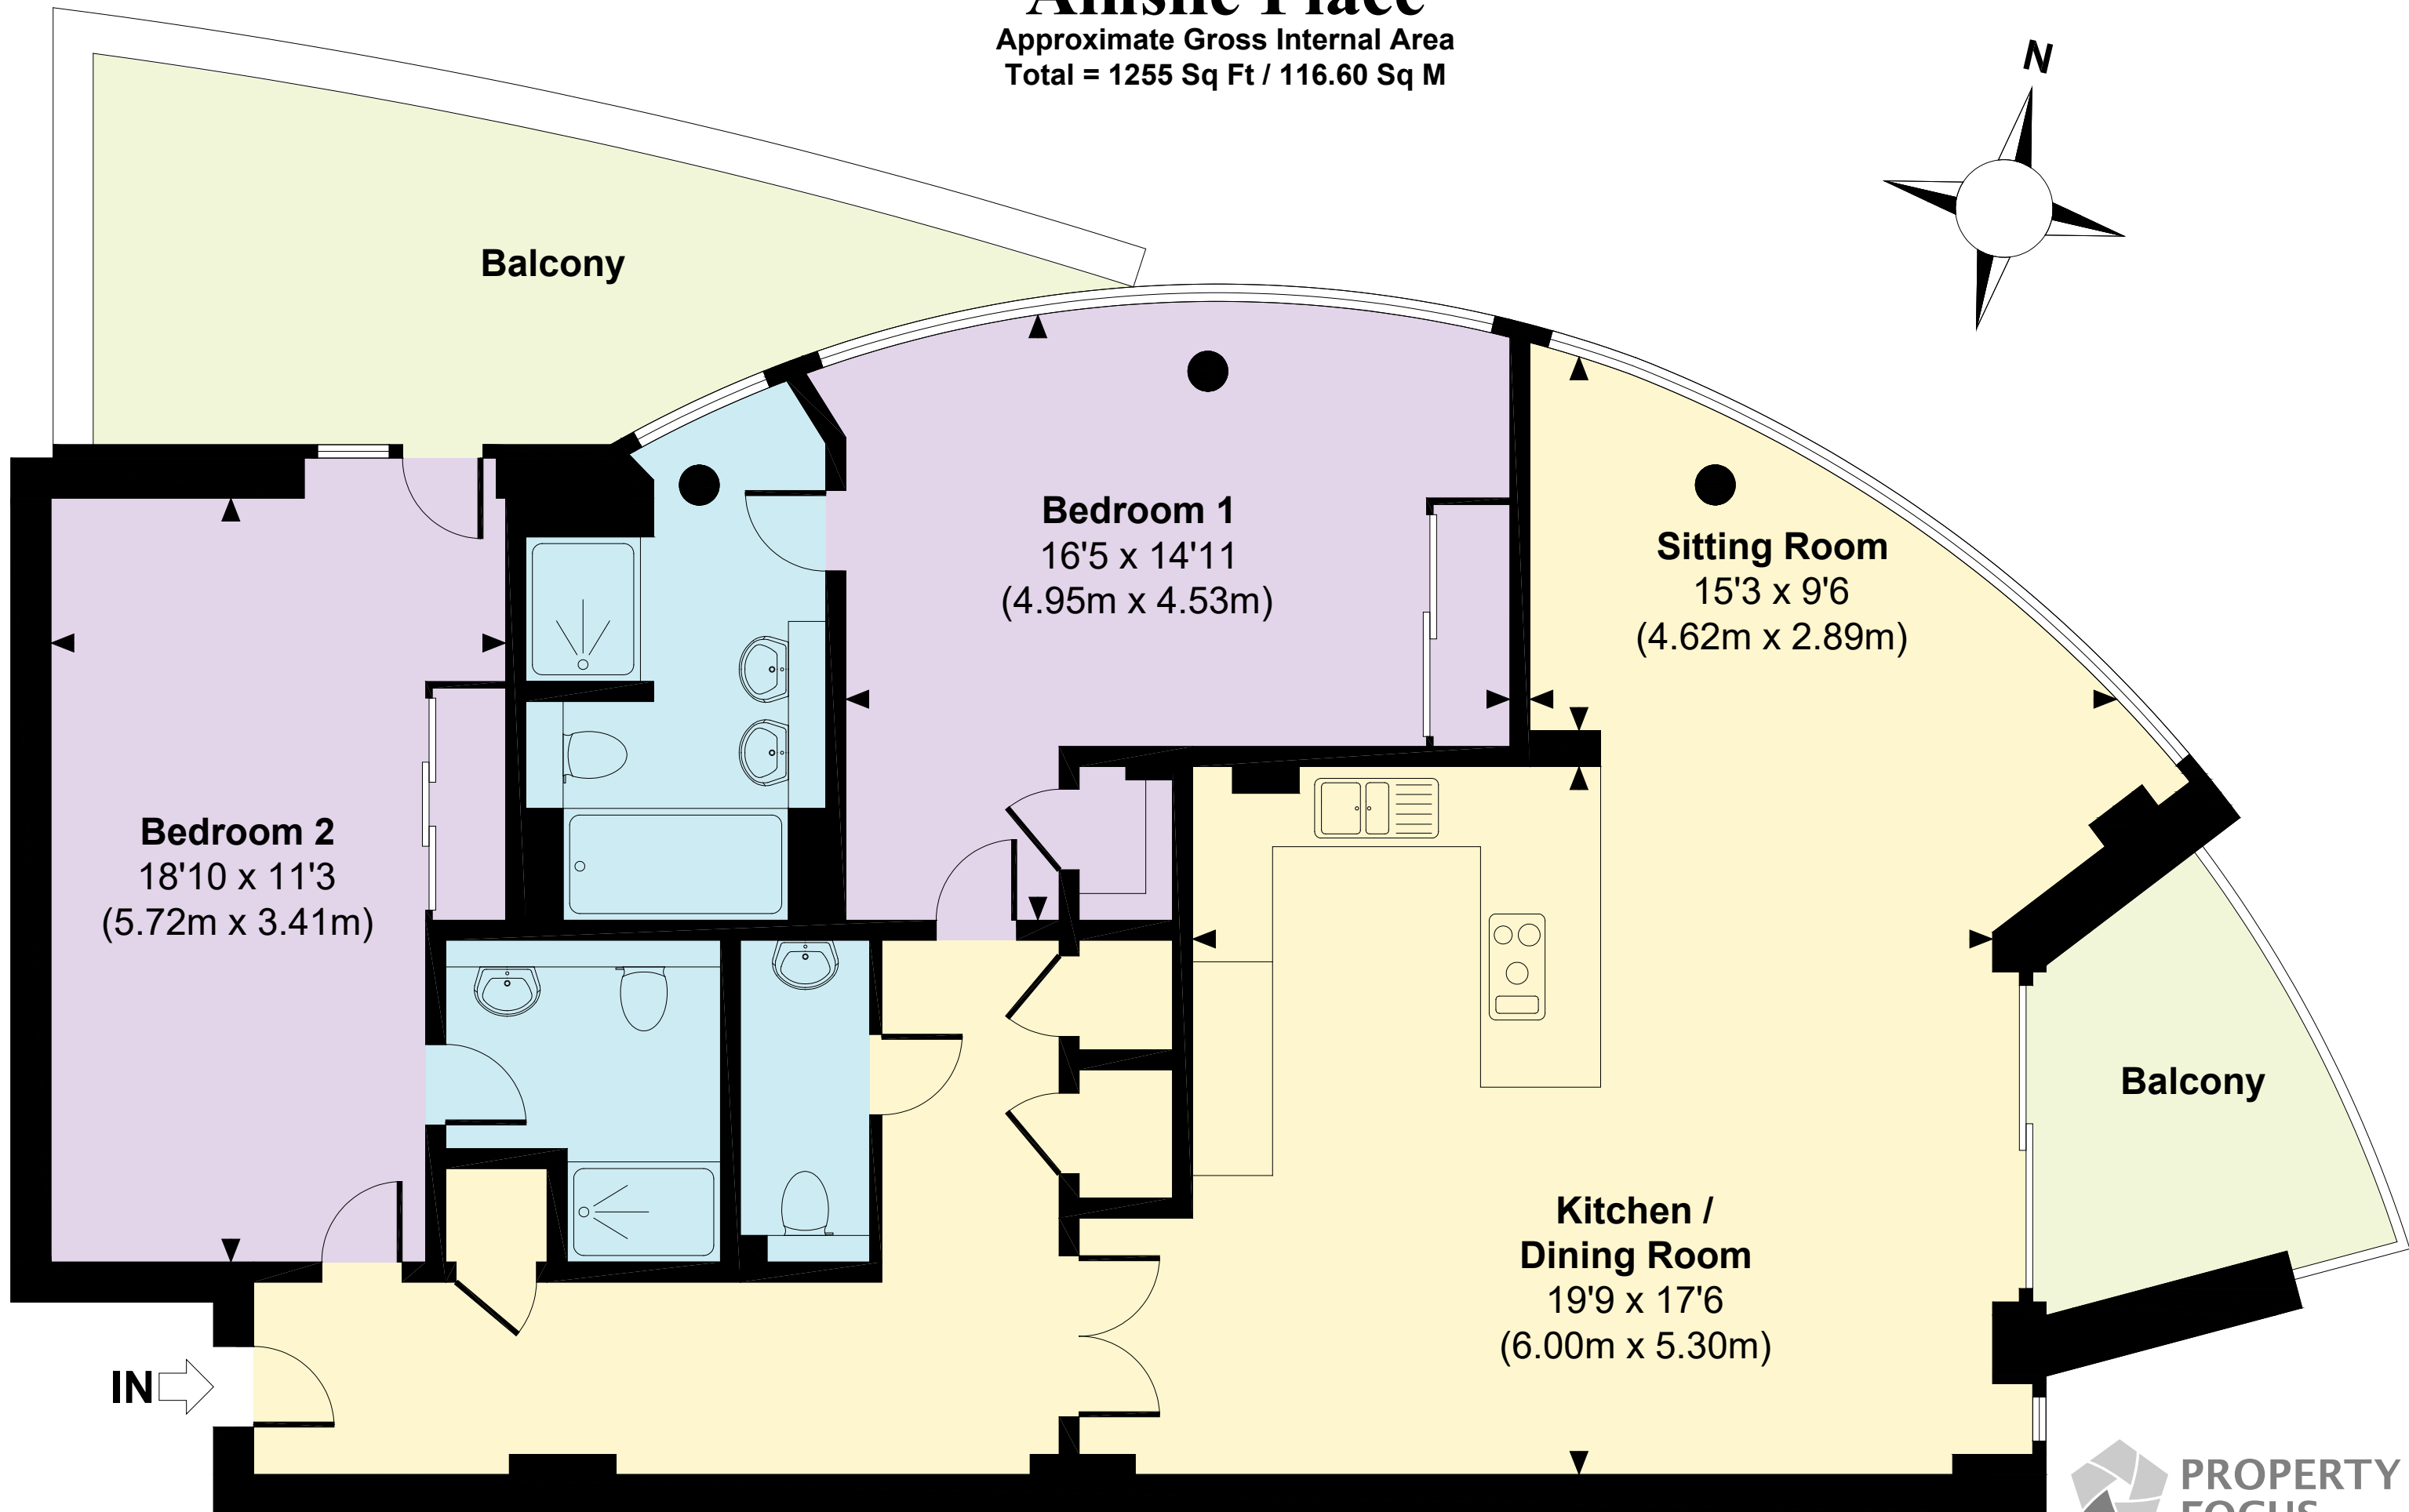 Approximate Gross Internal Area
Total = 1255 Sq Ft / 116.60 Sq M
N
Balcony
Bedroom 1
16'5 x 14'11
(4.95m x 4.53m)
Sitting Room
15'3 x 9'6
(4.62m x 2.89m)
Bedroom 2
18'10 x 11'3
(5.72m x 3.41m)
Balcony
Kitchen /
Dining Room
19'9 x 17'6
(6.00m x 5.30m)
IN
PROPERTY
FOCUS